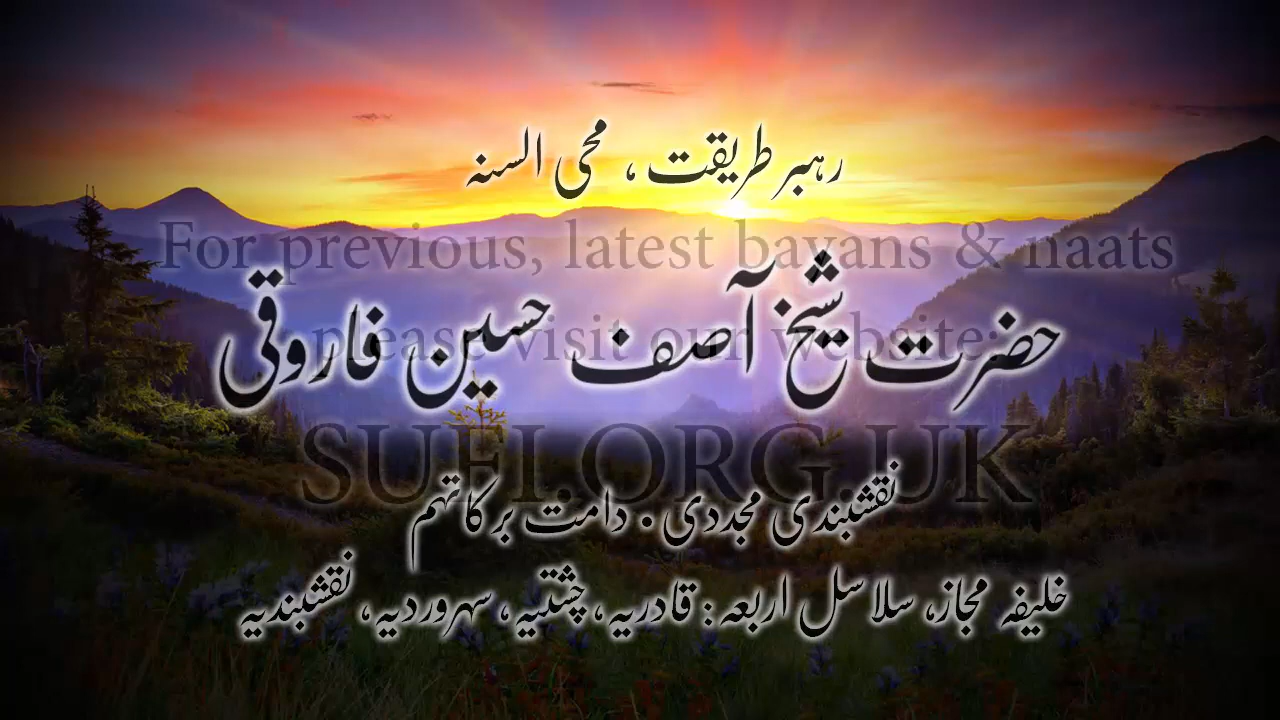 رہبر طریقت، محی السنہ
For previous, latest bayans & naats
حضرت شیخ آصف حسین فاروقی
please visit our website:
SUFI.ORG.UK
نقشبندی مجددی۔ دامت برکاتہم
خلیفہ مجاز، سلاسل اربعہ: قادریہ، چشتیہ، سہروردیہ، نقشبندیہ